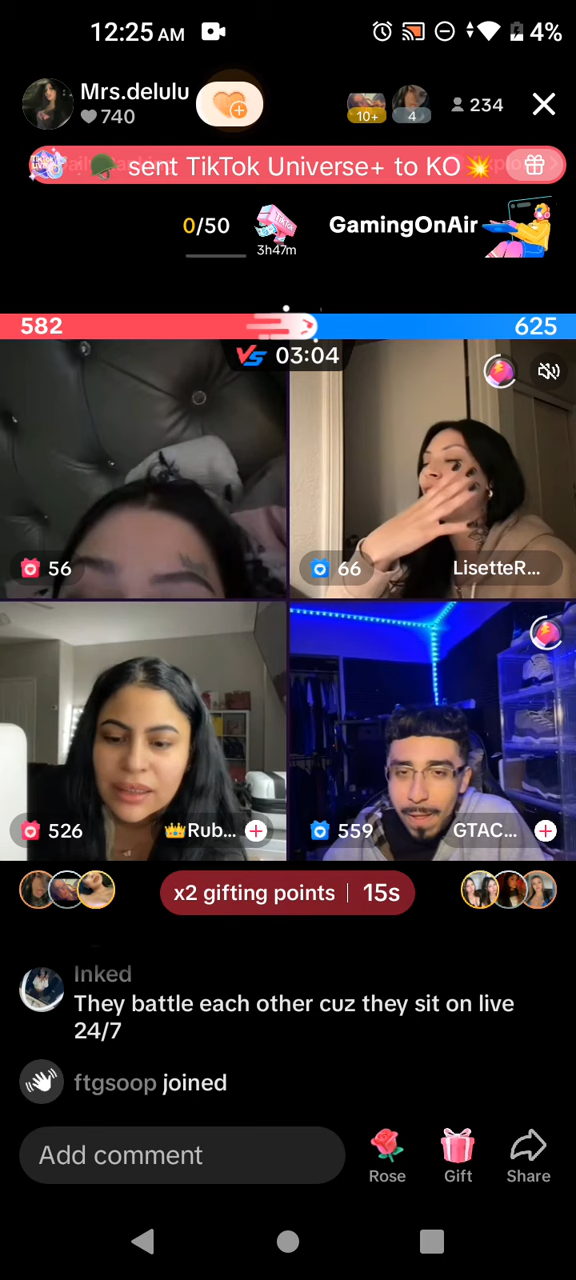 12:25 AM
4%
Mrs.delulu
740
10+
4
234
sent TikTok Universe+ to KO
0/50
TikTok
3h47m
GamingOnAir
582
625
VS 03:04
56
66
LisetteR...
526
👑Rub...
559
GTAC...
x2 gifting points | 15s
Inked
They battle each other cuz they sit on live
24/7
ftgsoop joined
Add comment
Rose
Gift
Share